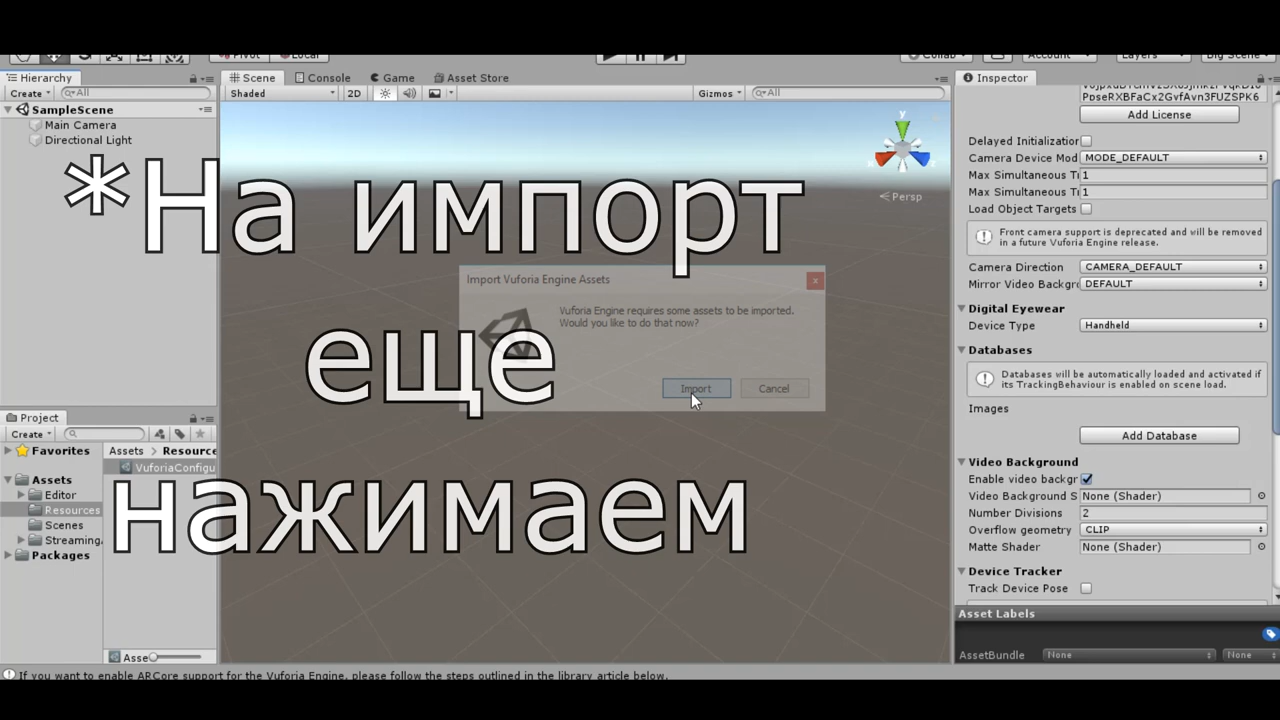 Pivot Local Collab Account Layers Big Scene
Hierarchy
Create All
SampleScene
Main Camera
Directional Light
Scene Console Game Asset Store
Shaded 2D Gizmos All
y
Persp
*На импорт
еще
нажимаем
Import Vuforia Engine Assets
Vuforia Engine requires some assets to be imported.
Would you like to do that now?
Import Cancel
Project
Create
Favorites
Assets
Editor
Resources
Scenes
Streaming
Packages
Assets > Resource
VuforiaConfigu
Asse
Inspector
PoseRXBFaCx2GvfAvn3FUZSPK6
Add License
Delayed Initialization
Camera Device Mod MODE_DEFAULT
Max Simultaneous Tr 1
Max Simultaneous Tr 1
Load Object Targets
Front camera support is deprecated and will be removed
in a future Vuforia Engine release.
Camera Direction CAMERA_DEFAULT
Mirror Video Backgro DEFAULT
Digital Eyewear
Device Type Handheld
Databases
Databases will be automatically loaded and activated if
its TrackingBehaviour is enabled on scene load.
Images
Add Database
Video Background
Enable video backgr
Video Background S None (Shader)
Number Divisions 2
Overflow geometry CLIP
Matte Shader None (Shader)
Device Tracker
Track Device Pose
Asset Labels
AssetBundle None None
If you want to enable ARCore support for the Vuforia Engine, please follow the steps outlined in the library article below.